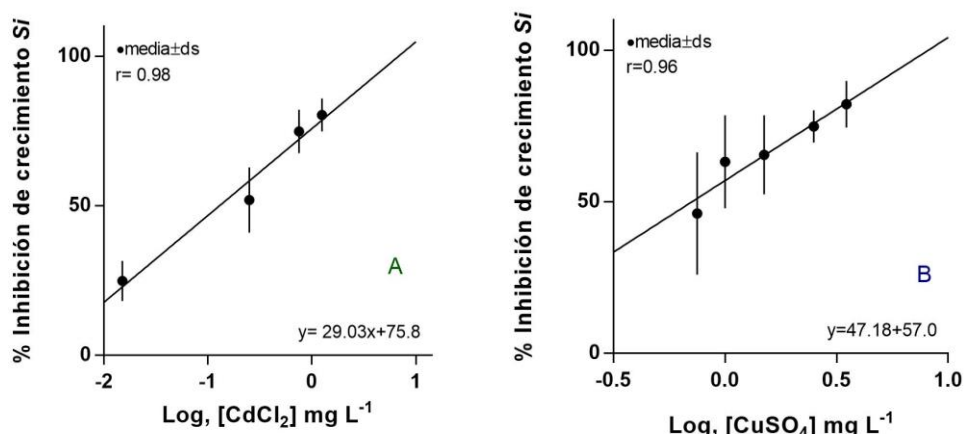 % Inhibición de crecimiento Si
100
50
0
●media±ds
r= 0.98
A
y= 29.03x+75.8
-2
-1
0
1
Log, [CdCl₂] mg L⁻¹
% Inhibición de crecimiento Si
100
50
0
●media±ds
r=0.96
B
y=47.18+57.0
-0.5
0.0
0.5
1.0
Log, [CuSO₄] mg L⁻¹